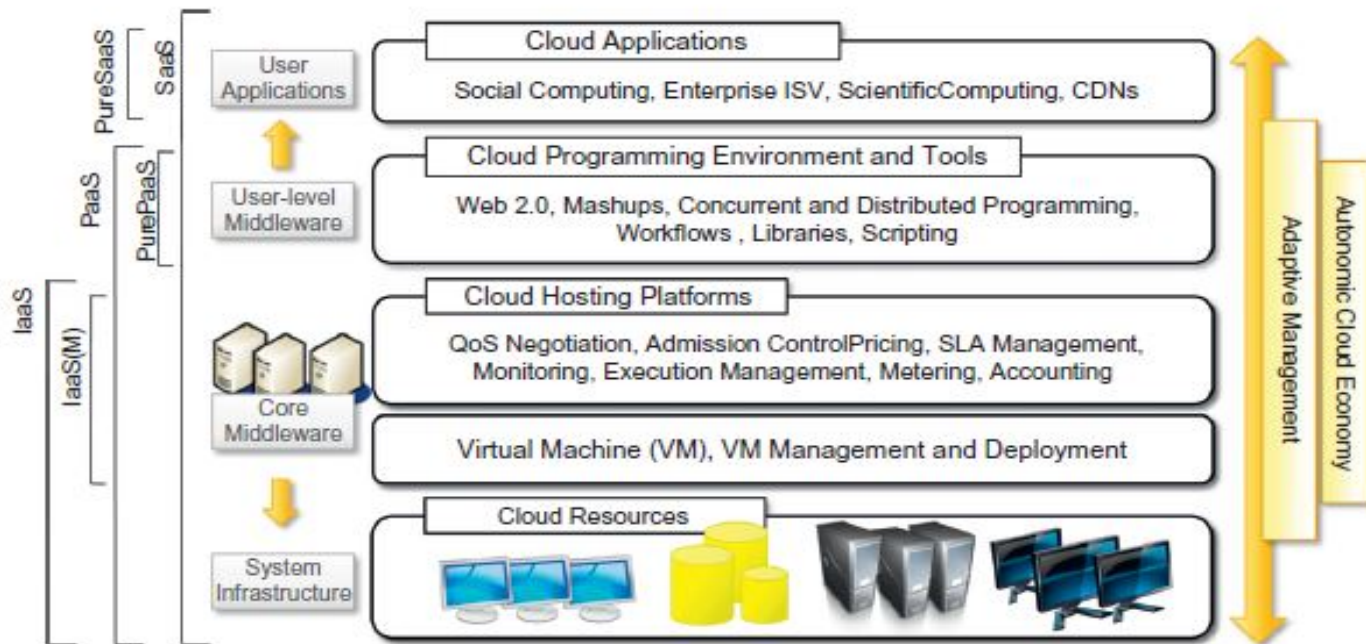 PureSaaS
SaaS
User
Applications
Cloud Applications
Social Computing, Enterprise ISV, ScientificComputing, CDNs
PaaS
PurePaaS
User-level
Middleware
Cloud Programming Environment and Tools
Web 2.0, Mashups, Concurrent and Distributed Programming,
Workflows , Libraries, Scripting
IaaS
IaaS(M)
Cloud Hosting Platforms
QoS Negotiation, Admission ControlPricing, SLA Management,
Monitoring, Execution Management, Metering, Accounting
Core
Middleware
Virtual Machine (VM), VM Management and Deployment
Cloud Resources
System
Infrastructure
Adaptive Management
Autonomic Cloud Economy